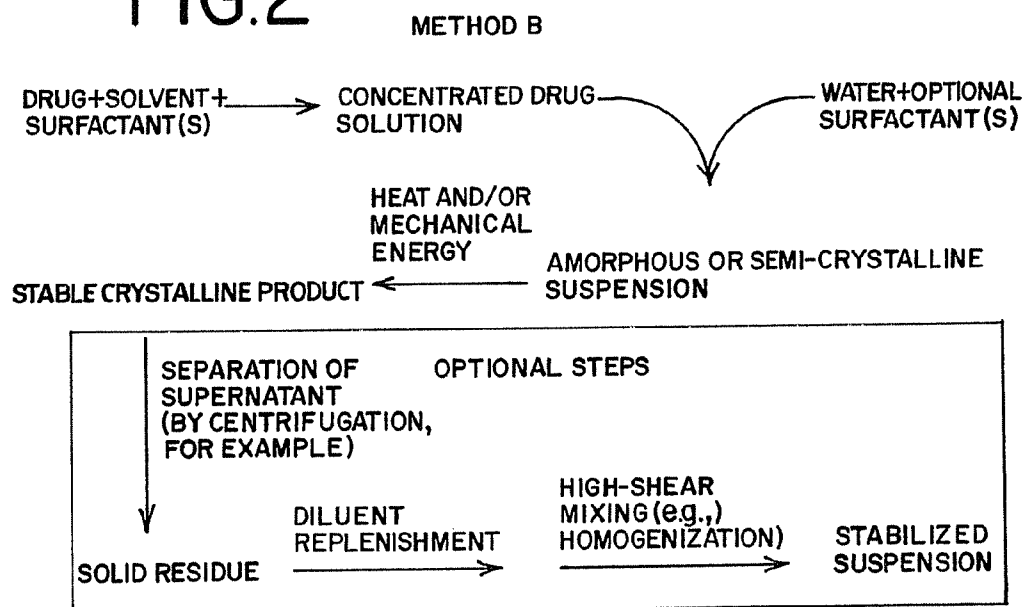 FIG.2
METHOD B
DRUG+SOLVENT+
SURFACTANT(S)
CONCENTRATED DRUG
SOLUTION
WATER+OPTIONAL
SURFACTANT(S)
HEAT AND/OR
MECHANICAL
ENERGY
AMORPHOUS OR SEMI-CRYSTALLINE
SUSPENSION
STABLE CRYSTALLINE PRODUCT
SEPARATION OF
SUPERNATANT
(BY CENTRIFUGATION,
FOR EXAMPLE)
OPTIONAL STEPS
SOLID RESIDUE
DILUENT
REPLENISHMENT
HIGH-SHEAR
MIXING(e.g.,)
HOMOGENIZATION)
STABILIZED
SUSPENSION